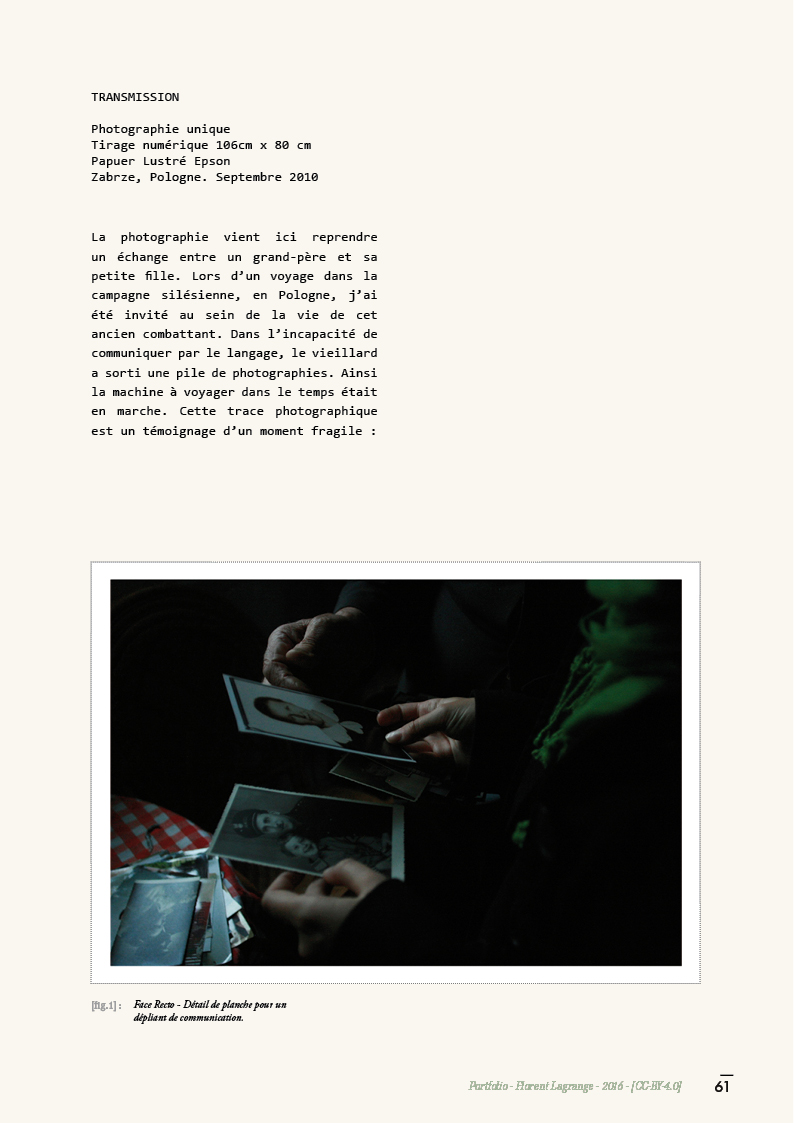 TRANSMISSION
Photographie unique
Tirage numérique 106cm x 80 cm
Papuer Lustré Epson
Zabrze, Pologne. Septembre 2010
La photographie vient ici reprendre
un échange entre un grand-père et sa
petite fille. Lors d’un voyage dans la
campagne silésienne, en Pologne, j’ai
été invité au sein de la vie de cet
ancien combattant. Dans l’incapacité de
communiquer par le langage, le vieillard
a sorti une pile de photographies. Ainsi
la machine à voyager dans le temps était
en marche. Cette trace photographique
est un témoignage d’un moment fragile :
[fig.1] : Face Recto - Détail de planche pour un
dépliant de communication.
Portfolio - Florent Lagrange - 2016 - [CC-BY-4.0] 61